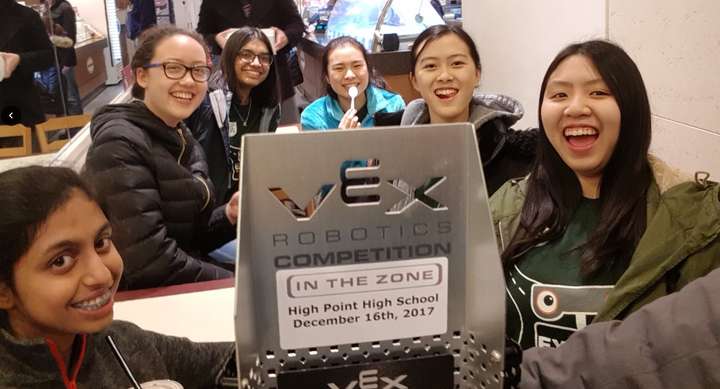 VEX
ROBOTICS
COMPETITION
IN THE ZONE
High Point High School
December 16th, 2017
VEX